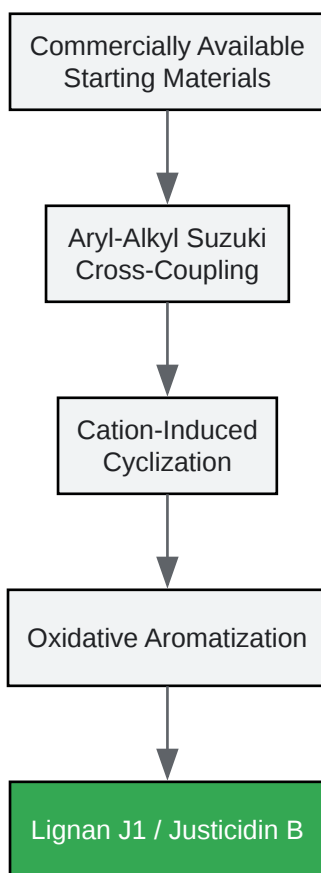 Commercially Available
Starting Materials
Aryl-Alkyl Suzuki
Cross-Coupling
Cation-Induced
Cyclization
Oxidative Aromatization
Lignan J1 / Justicidin B